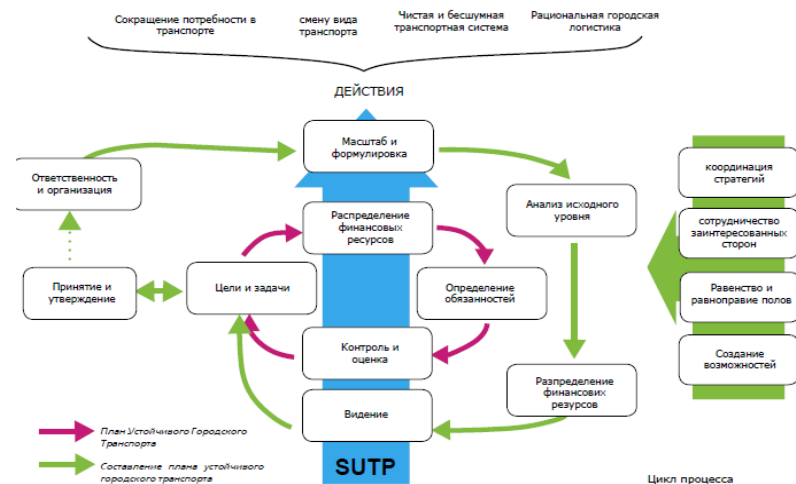 Сокращение потребности в
транспорте
смену вида
транспорта
Чистая и бесшумная
транспортная система
Рациональная городская
логистика
ДЕЙСТВИЯ
Масштаб и
формулировка
Ответственность
и организация
Анализ исходного
уровня
Распределение
финансовых
ресурсов
Принятие и
утверждение
Цели и задачи
Определение
обязанностей
Контроль и
оценка
Разпределение
финансових
резурсов
Видение
SUTP
координация
стратегий
сотрудничество
заинтересованных
сторон
Равенство и
равноправие полов
Создание
возможностей
План Устойчивого Городского
Транспорта
Составление плана устойчивого
городского транспорта
Цикл процесса